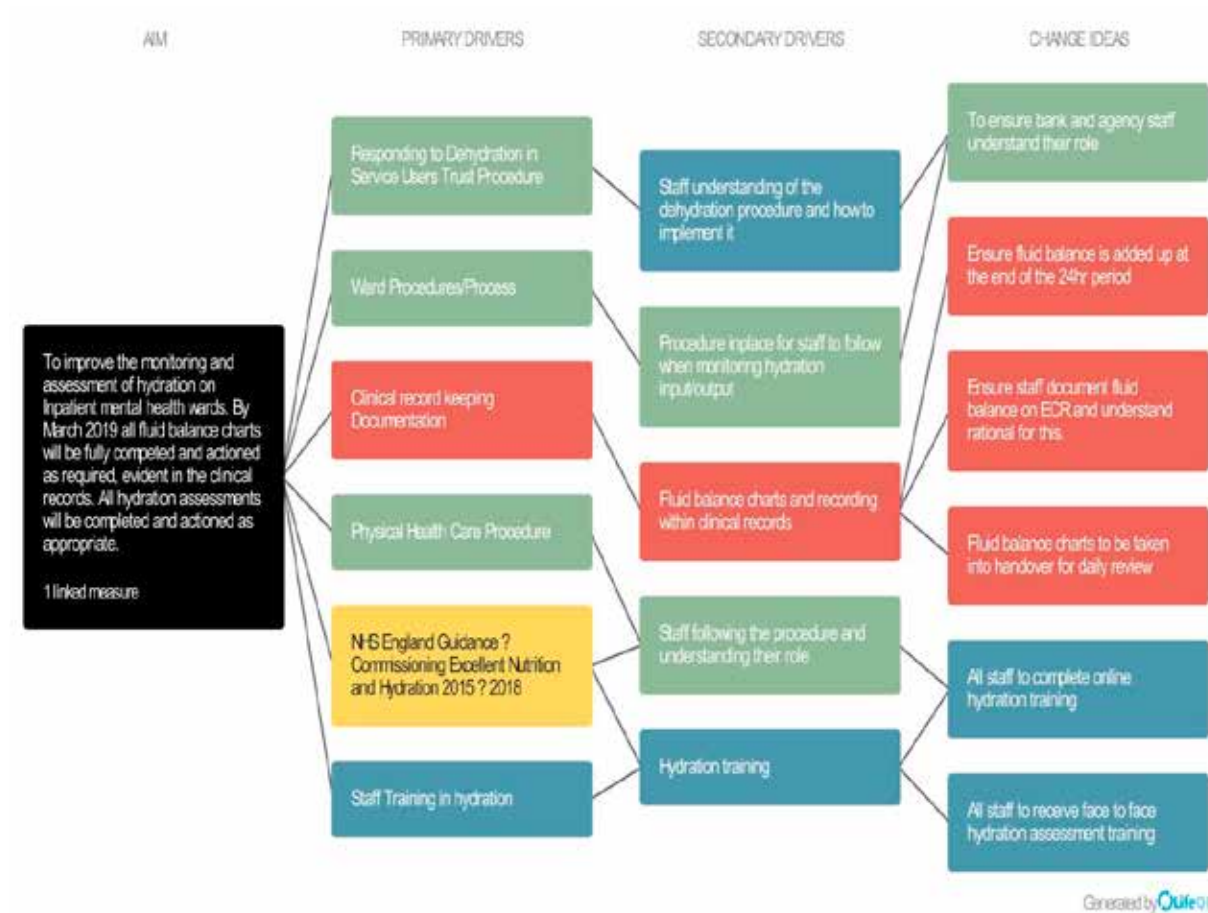 AIM
PRIMARY DRIVERS
SECONDARY DRIVERS
CHANGE IDEAS
To improve the monitoring and
assessment of hydration on
Inpatient mental health wards. By
March 2019 all fluid balance charts
will be fully competed and actioned
as required, evident in the clinical
records. All hydration assessments
will be completed and actioned as
appropriate.
1 linked measure
Responding to Dehydration in
Service Users Trust Procedure
Ward Procedures/Process
Clinical record keeping
Documentation
Physical Health Care Procedure
NHS England Guidance ?
Commissioning Excellent Nutrition
and Hydration 2015 ? 2018
Staff Training in hydration
Staff understanding of the
dehydration procedure and how to
implement it
Procedure inplace for staff to follow
when monitoring hydration
input/output
Fluid balance charts and recording
within clinical records
Staff following the procedure and
understanding their role
Hydration training
To ensure bank and agency staff
understand their role
Ensure fluid balance is added up at
the end of the 24hr period
Ensure staff document fluid
balance on ECR and understand
rational for this.
Fluid balance charts to be taken
into handover for daily review
All staff to complete online
hydration training
All staff to receive face to face
hydration assessment training
Generated by LifeQI